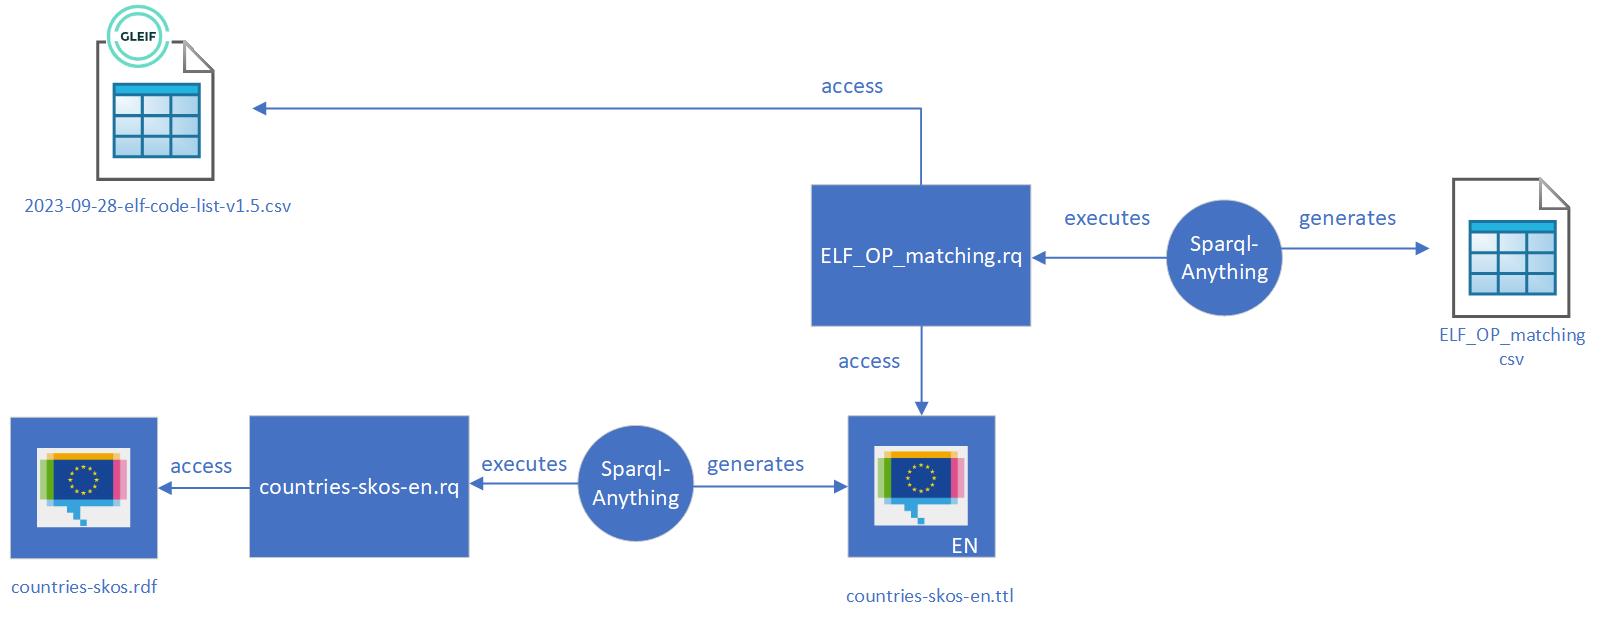 GLEIF
access
2023-09-28-elf-code-list-v1.5.csv
executes
generates
Sparql-
Anything
ELF_OP_matching.rq
ELF_OP_matching
csv
access
access
countries-skos-en.rq
executes
Sparql-
Anything
generates
EN
countries-skos.rdf
countries-skos-en.ttl